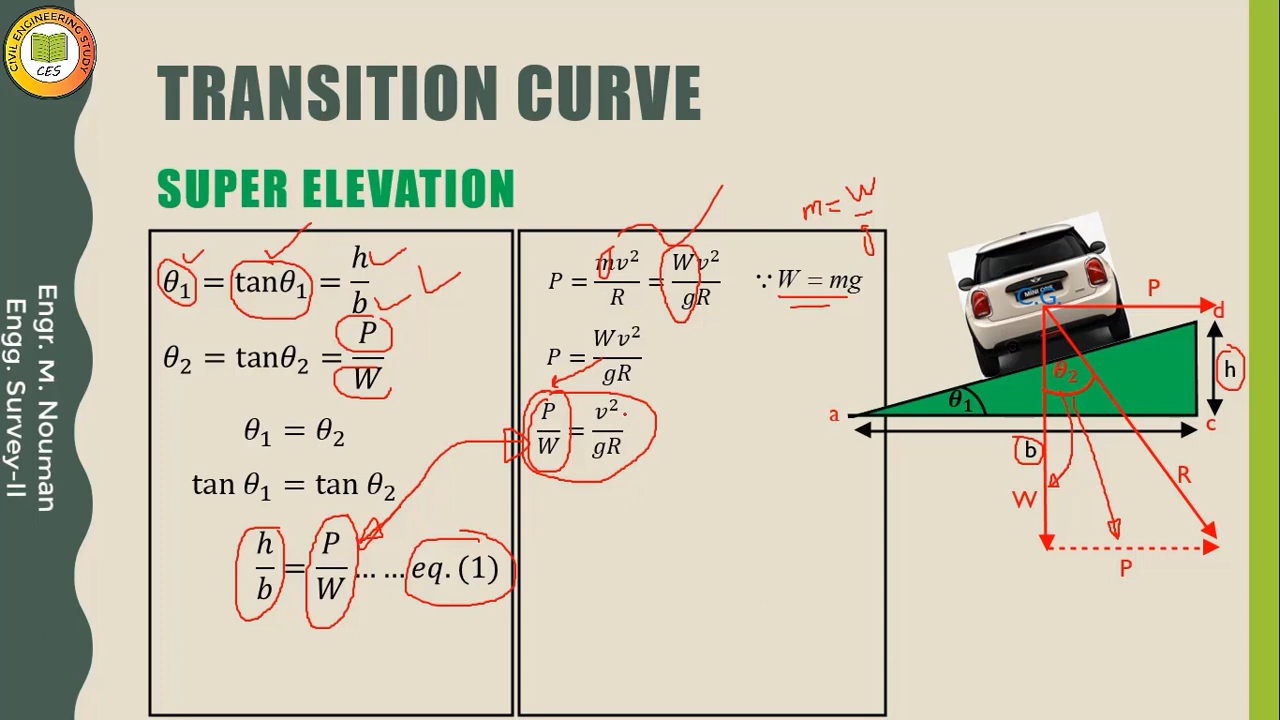 CIVIL ENGINEERING STUDY
CES
Engr. M. Nouman
Engg. Survey-II
TRANSITION CURVE
SUPER ELEVATION
θ₁ = tanθ₁ = h/b
θ₂ = tanθ₂ = P/W
θ₁ = θ₂
tan θ₁ = tan θ₂
h/b = P/W … … eq. (1)
m = W/g
P = mv²/R = Wv²/gR ∵ W = mg
P = Wv²/gR
P/W = v²/gR
C.G.
P
d
θ₂
h
θ₁
a
c
b
R
W
P